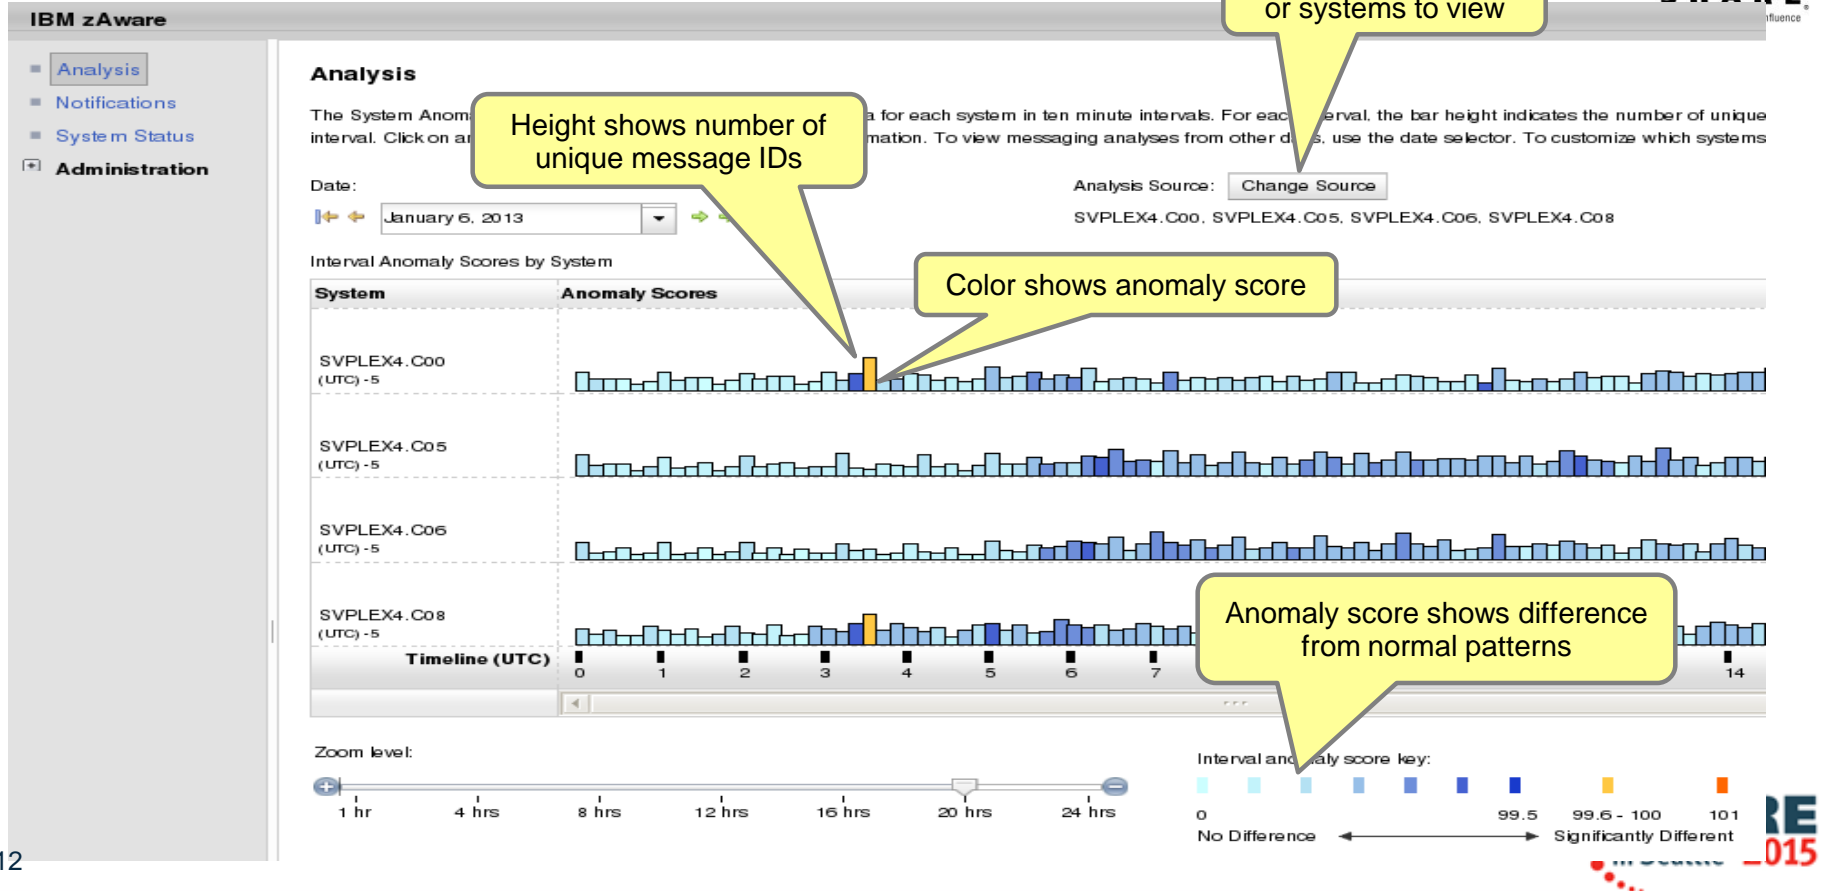 or systems to view
fluence
IBM zAware
Analysis
Notifications
System Status
Administration
Analysis
The System Anom
a for each system in ten minute intervals. For eac
erval, the bar height indicates the number of unique
interval. Click on an
mation. To view messaging analyses from other d
s, use the date selector. To customize which systems
Height shows number of
unique message IDs
Date:
January 6, 2013
Analysis Source:
Change Source
SVPLEX4.C00, SVPLEX4.C05, SVPLEX4.C06, SVPLEX4.C08
Interval Anomaly Scores by System
Color shows anomaly score
System
Anomaly Scores
SVPLEX4.C00
(UTC) -5
SVPLEX4.C05
(UTC) -5
SVPLEX4.C06
(UTC) -5
SVPLEX4.C08
(UTC) -5
Anomaly score shows difference
from normal patterns
Timeline (UTC)
0 1 2 3 4 5 6 7 14
Zoom level:
1 hr 4 hrs 8 hrs 12 hrs 16 hrs 20 hrs 24 hrs
Interval anomaly score key:
0 99.5 99.6 - 100 101
No Difference Significantly Different
RE
in Seattle 2015
12